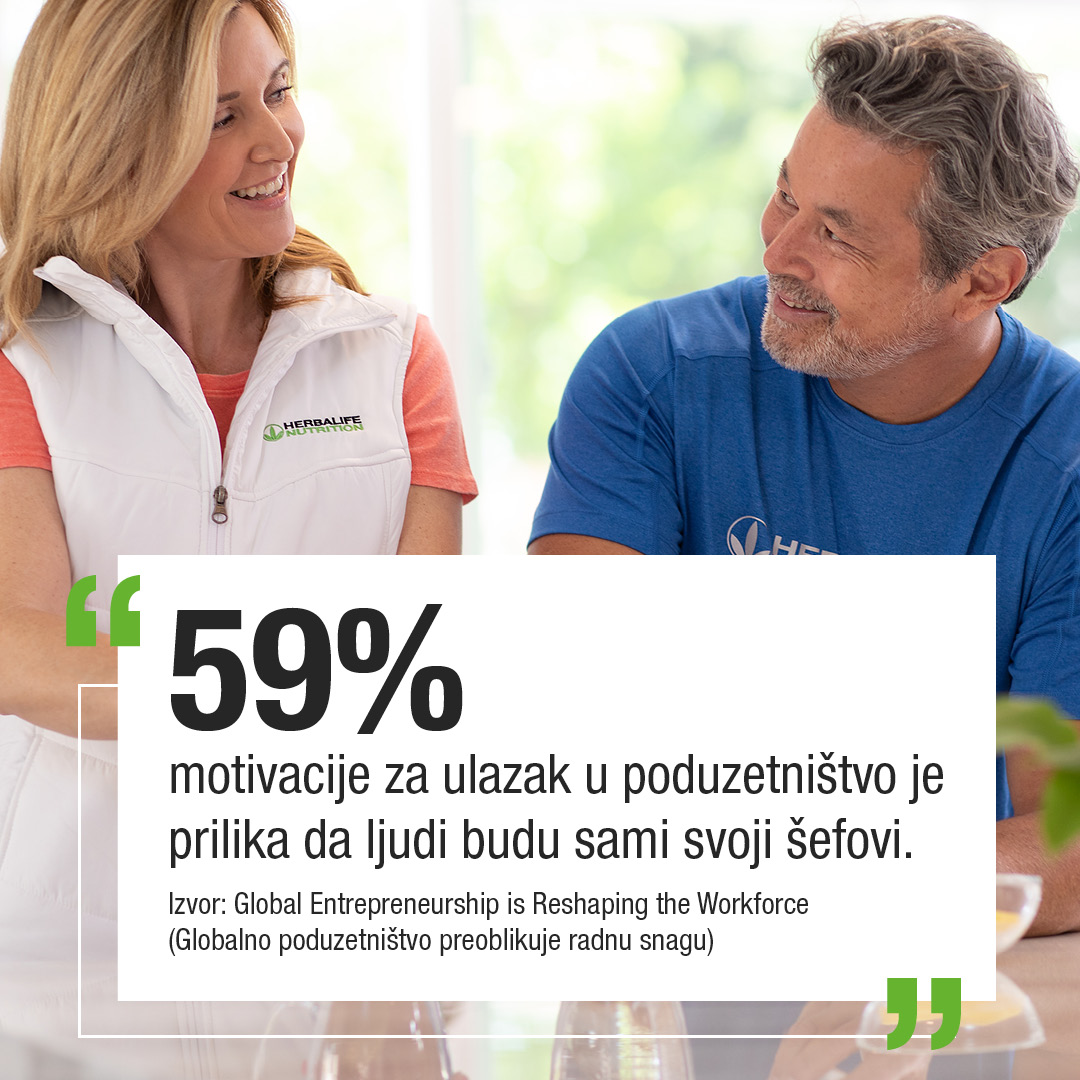 HERBALIFE
NUTRITION
“
59%
motivacije za ulazak u poduzetništvo je
prilika da ljudi budu sami svoji šefovi.
Izvor: Global Entrepreneurship is Reshaping the Workforce
(Globalno poduzetništvo preoblikuje radnu snagu)
”